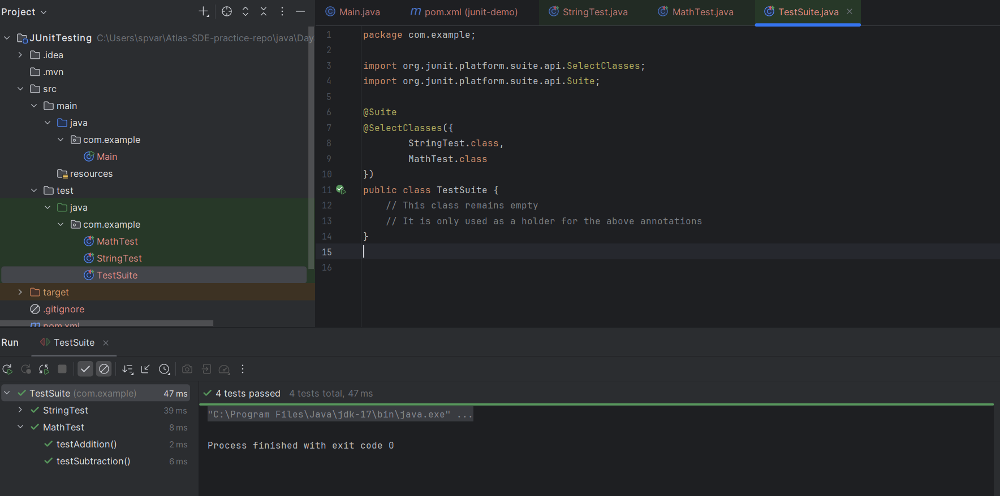 Project
Main.java
pom.xml (junit-demo)
StringTest.java
MathTest.java
TestSuite.java
JUnitTesting C:\Users\spvar\Atlas-SDE-practice-repo\java\Day
.idea
.mvn
src
main
java
com.example
Main
resources
test
java
com.example
MathTest
StringTest
TestSuite
target
.gitignore
pom.xml
1 package com.example;
2
3 import org.junit.platform.suite.api.SelectClasses;
4 import org.junit.platform.suite.api.Suite;
5
6 @Suite
7 @SelectClasses({
8 StringTest.class,
9 MathTest.class
10 })
11 public class TestSuite {
12 // This class remains empty
13 // It is only used as a holder for the above annotations
14 }
15
16
Run TestSuite
TestSuite (com.example) 47 ms
StringTest 39 ms
MathTest 8 ms
testAddition() 2 ms
testSubtraction() 6 ms
4 tests passed 4 tests total, 47 ms
"C:\Program Files\Java\jdk-17\bin\java.exe" ...
Process finished with exit code 0